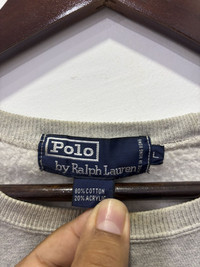 Polo
by Ralph Lauren
L
80% COTTON
20% ACRYLIC